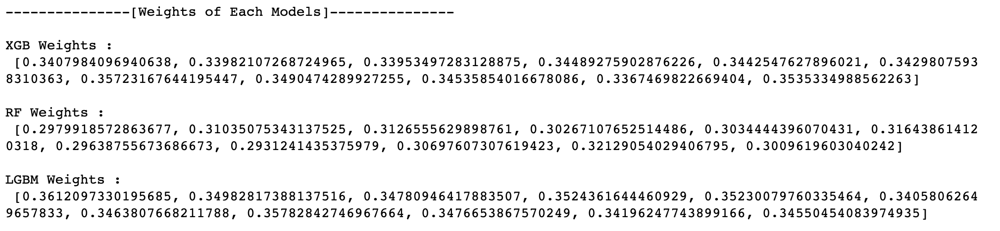 ---------------[Weights of Each Models]---------------
XGB Weights :
[0.3407984096940638, 0.33982107268724965, 0.33953497283128875, 0.34489275902876226, 0.3442547627896021, 0.3429807593
8310363, 0.35723167644195447, 0.3490474289927255, 0.34535854016678086, 0.3367469822669404, 0.3535334988562263]
RF Weights :
[0.2979918572863677, 0.31035075343137525, 0.3126555629898761, 0.30267107652514486, 0.3034444396070431, 0.31643861412
0318, 0.29638755673686673, 0.2931241435375979, 0.30697607307619423, 0.32129054029406795, 0.3009619603040242]
LGBM Weights :
[0.3612097330195685, 0.34982817388137516, 0.34780946417883507, 0.3524361644460929, 0.35230079760335464, 0.3405806264
9657833, 0.3463807668211788, 0.35782842746967664, 0.3476653867570249, 0.34196247743899166, 0.34550454083974935]